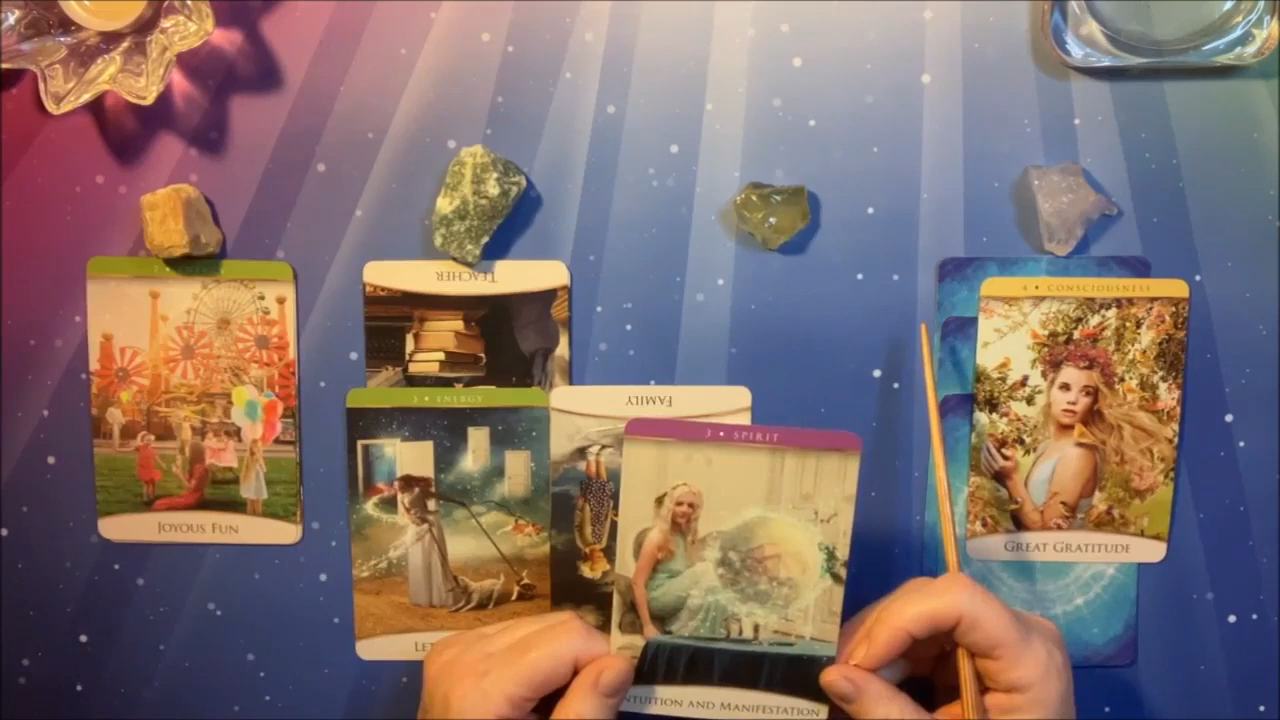 JOYOUS FUN
TEACHER
3 • ENERGY
FAMILY
3 • SPIRIT
INTUITION AND MANIFESTATION
4 • CONSCIOUSNESS
GREAT GRATITUDE